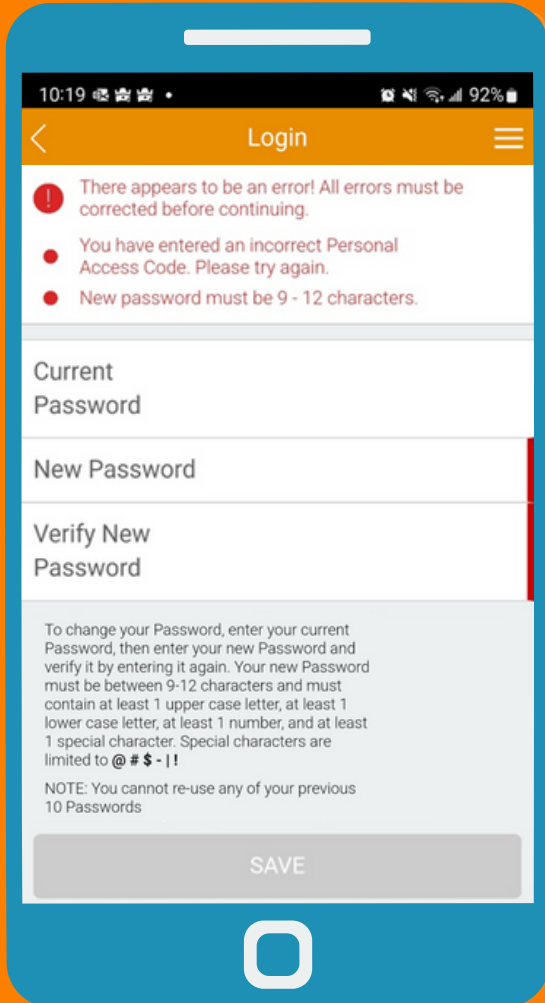 10:19
92%
Login
There appears to be an error! All errors must be
corrected before continuing.
You have entered an incorrect Personal
Access Code. Please try again.
New password must be 9 - 12 characters.
Current
Password
New Password
Verify New
Password
To change your Password, enter your current
Password, then enter your new Password and
verify it by entering it again. Your new Password
must be between 9-12 characters and must
contain at least 1 upper case letter, at least 1
lower case letter, at least 1 number, and at least
1 special character. Special characters are
limited to @ # $ - | !
NOTE: You cannot re-use any of your previous
10 Passwords
SAVE